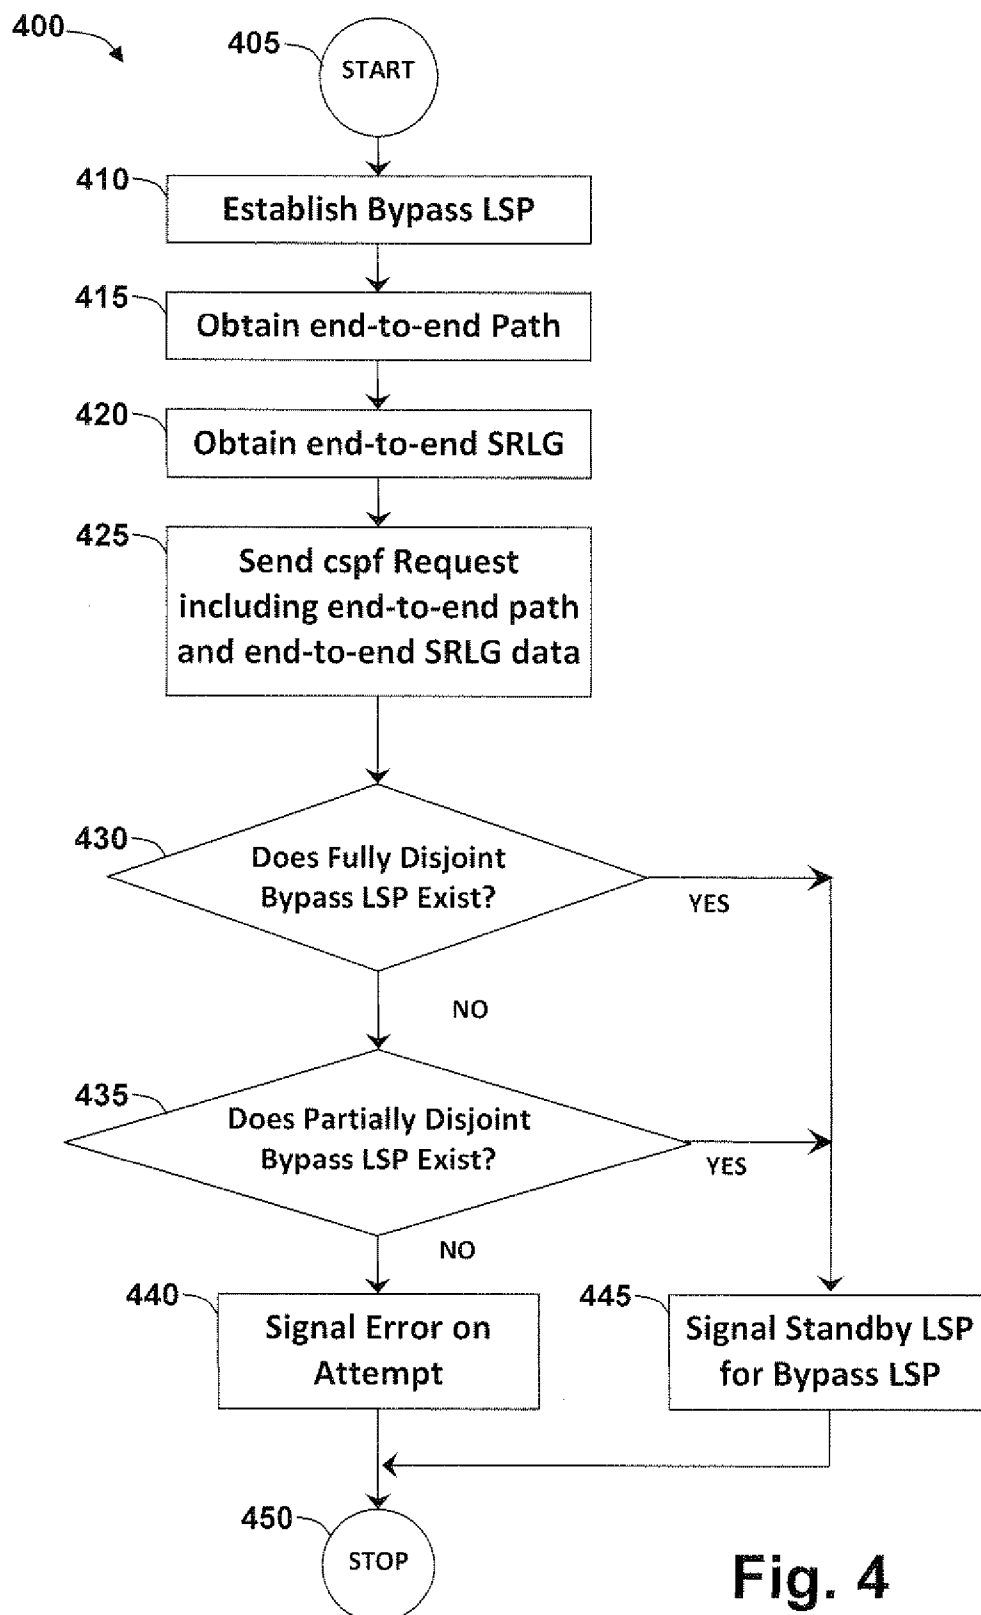 400
405
START
410
Establish Bypass LSP
415
Obtain end-to-end Path
420
Obtain end-to-end SRLG
425
Send cspf Request
including end-to-end path
and end-to-end SRLG data
430
Does Fully Disjoint
Bypass LSP Exist?
YES
NO
435
Does Partially Disjoint
Bypass LSP Exist?
YES
NO
440
Signal Error on
Attempt
445
Signal Standby LSP
for Bypass LSP
450
STOP
Fig. 4